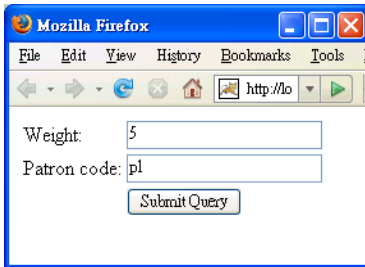 Mozilla Firefox
File Edit View History Bookmarks Tools
http://lo
Weight: 5
Patron code: p1
Submit Query